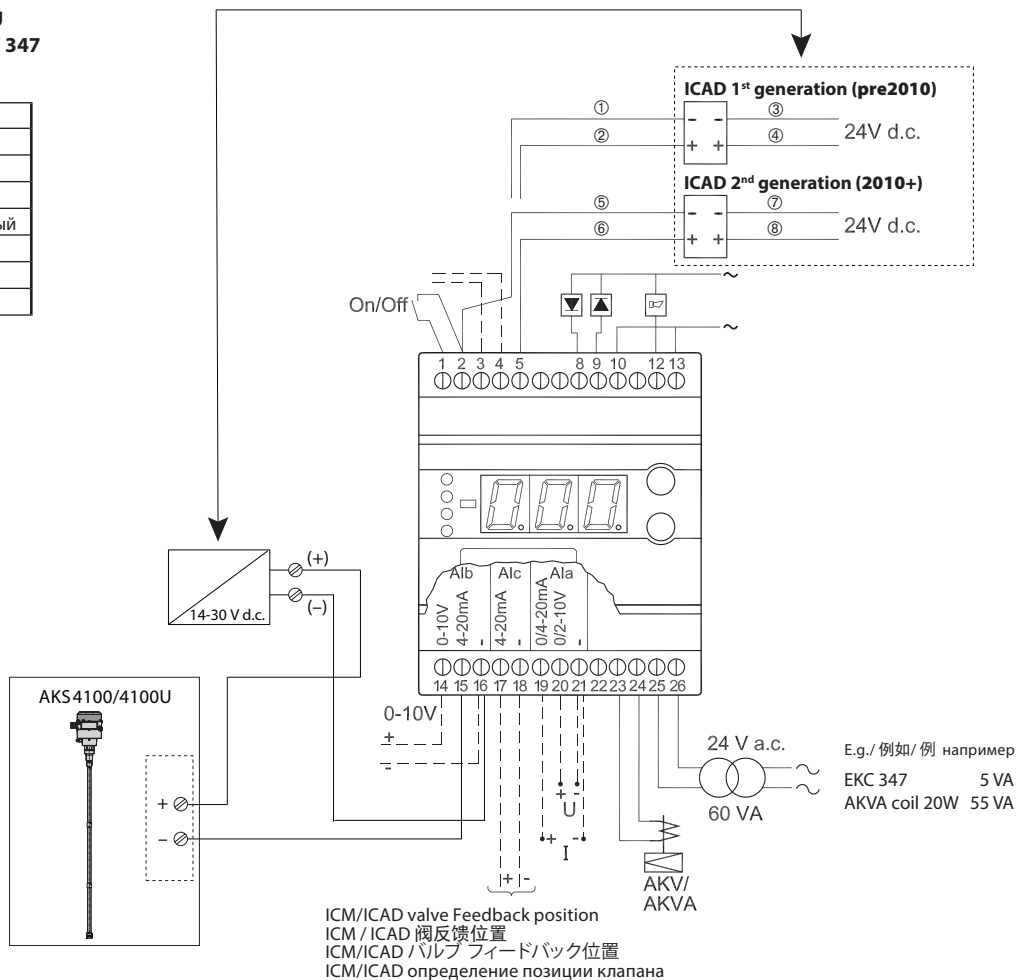 J
347
ICAD 1st generation (pre2010)
① ③
② ④
24V d.c.
- -
+ +
ICAD 2nd generation (2010+)
⑤ ⑦
⑥ ⑧
24V d.c.
- -
+ +
ый
On/Off
~
~
1 2 3 4 5 8 9 10 12 13
(+)
(–)
14-30 V d.c.
AIb AIc AIa
0-10V
4-20mA
-
4-20mA
-
0/4-20mA
0/2-10V
-
14 15 16 17 18 19 20 21 22 23 24 25 26
AKS 4100/4100U
+
–
0-10V
+
-
+ -
U
+ -
I
+ -
24 V a.c.
60 VA
E.g./ 例如/ 例 например
EKC 347 5 VA
AKVA coil 20W 55 VA
AKV/
AKVA
ICM/ICAD valve Feedback position
ICM / ICAD 阀反馈位置
ICM/ICAD バルブ フィードバック位置
ICM/ICAD определение позиции клапана